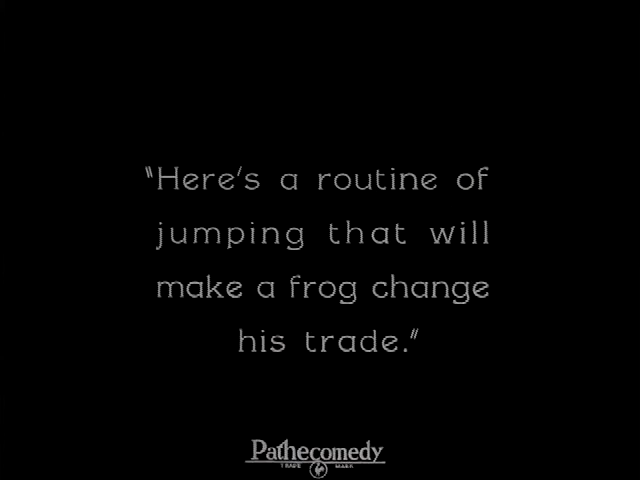 "Here's a routine of
jumping that will
make a frog change
his trade."
Pathecomedy
TRADE MARK